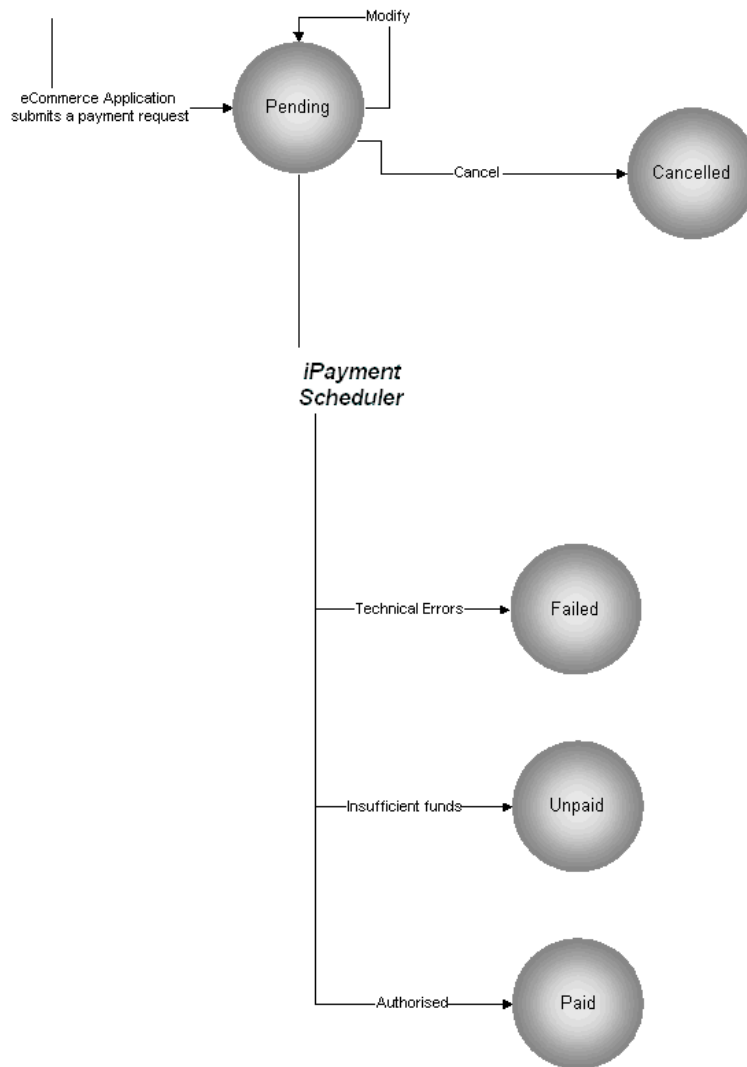 Modify
eCommerce Application
submits a payment request
Pending
Cancel
Cancelled
iPayment
Scheduler
Technical Errors
Failed
Insufficient funds
Unpaid
Authorised
Paid